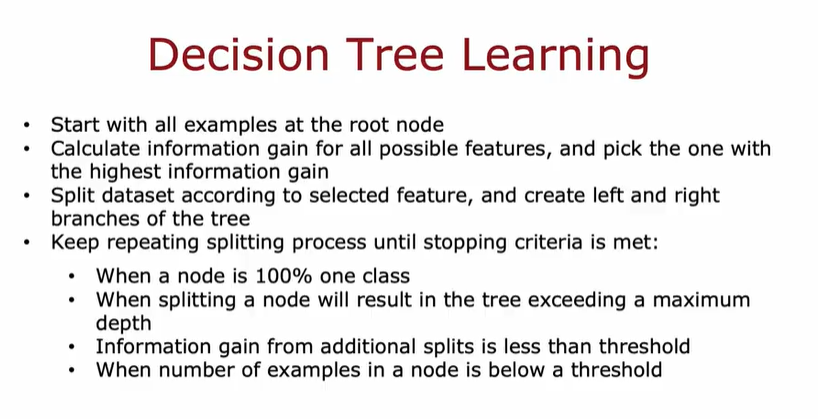 Decision Tree Learning
• Start with all examples at the root node
• Calculate information gain for all possible features, and pick the one with
the highest information gain
• Split dataset according to selected feature, and create left and right
branches of the tree
• Keep repeating splitting process until stopping criteria is met:
• When a node is 100% one class
• When splitting a node will result in the tree exceeding a maximum
depth
• Information gain from additional splits is less than threshold
• When number of examples in a node is below a threshold